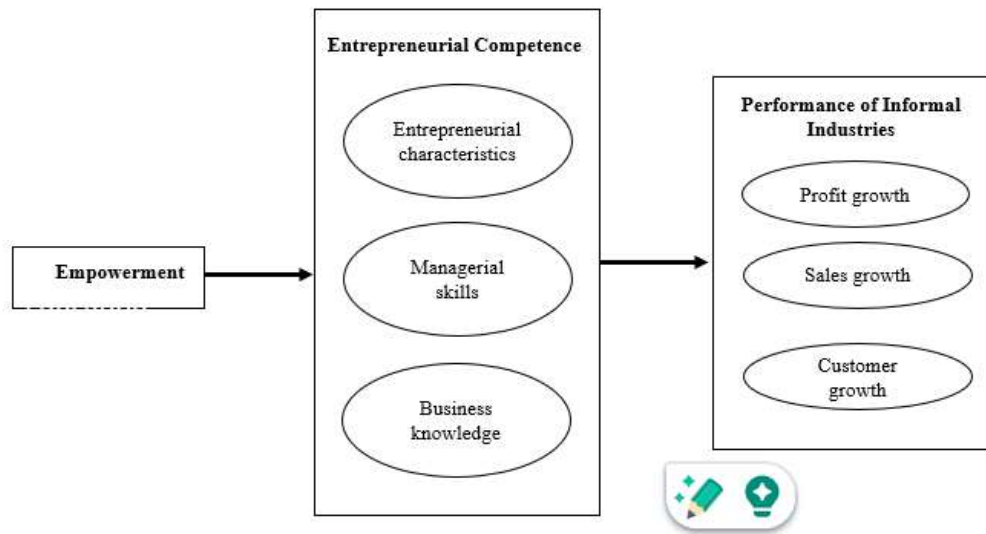 Entrepreneurial Competence
Entrepreneurial
characteristics
Managerial
skills
Business
knowledge
Empowerment
Performance of Informal
Industries
Profit growth
Sales growth
Customer
growth